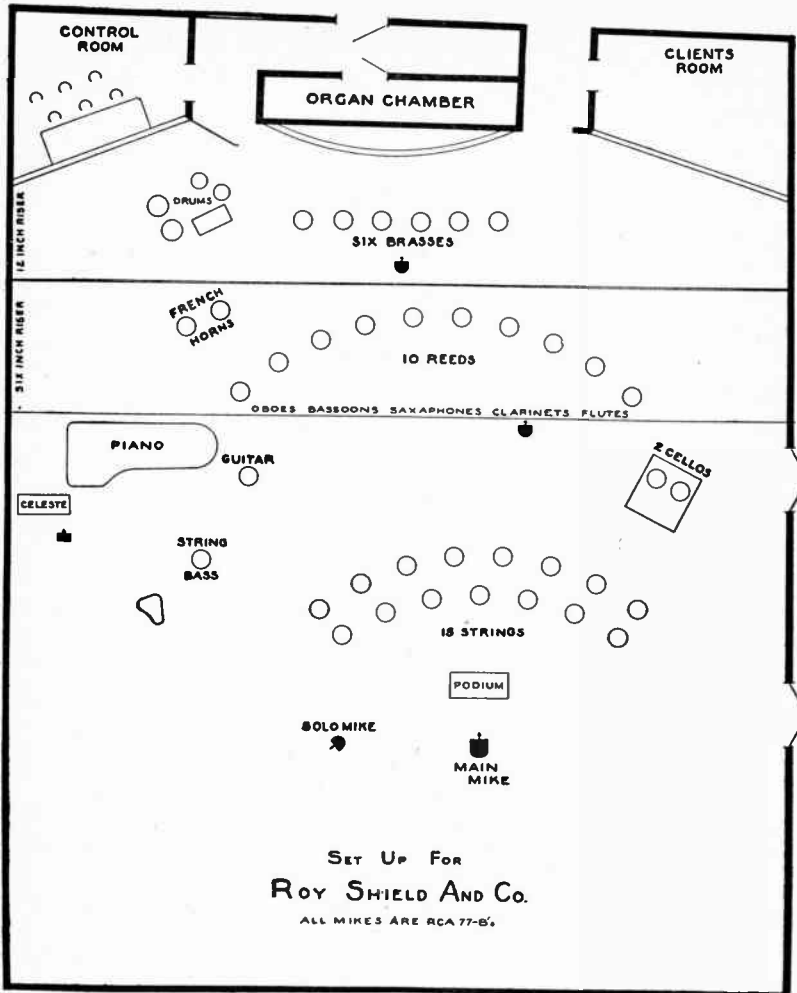 CONTROL
ROOM
CLIENTS
ROOM
ORGAN CHAMBER
DRUMS
SIX BRASSES
12 INCH RISER
FRENCH
HORNS
SIX INCH RISER
10 REEDS
OBOES BASSOONS SAXAPHONES CLARINETS FLUTES
PIANO
GUITAR
2 CELLOS
CELESTE
STRING
BASS
15 STRINGS
PODIUM
SOLO MIKE
MAIN
MIKE
SET UP FOR
ROY SHIELD AND CO.
ALL MIKES ARE RCA 77-B's.